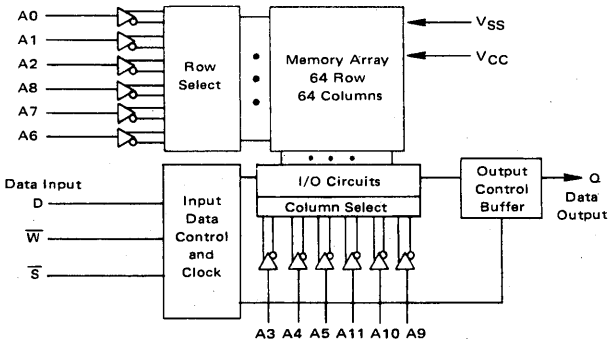 A0
A1
A2
A8
A7
A6
Row
Select
Memory Array
64 Row
64 Columns
VSS
VCC
Data Input
D
W
S
Input
Data
Control
and
Clock
I/O Circuits
Column Select
Output
Control
Buffer
Q
Data
Output
A3 A4 A5 A11 A10 A9